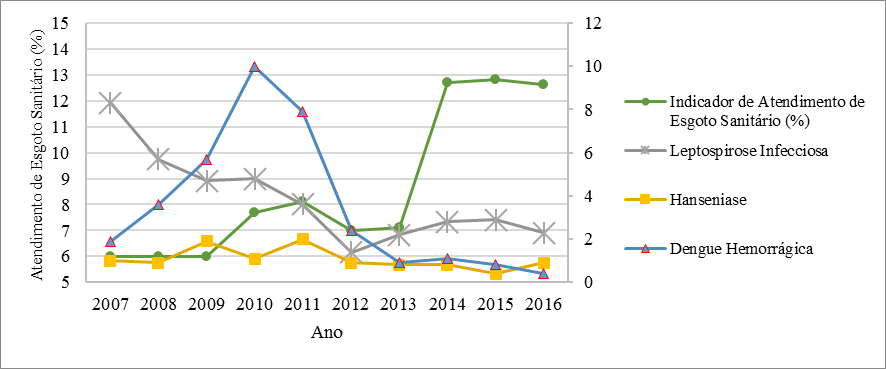 Atendimento de Esgoto Sanitário (%)
15
14
13
12
11
10
9
8
7
6
5
12
10
8
6
4
2
0
2007 2008 2009 2010 2011 2012 2013 2014 2015 2016
Ano
Indicador de Atendimento de
Esgoto Sanitário (%)
Leptospirose Infecciosa
Hanseniase
Dengue Hemorrágica